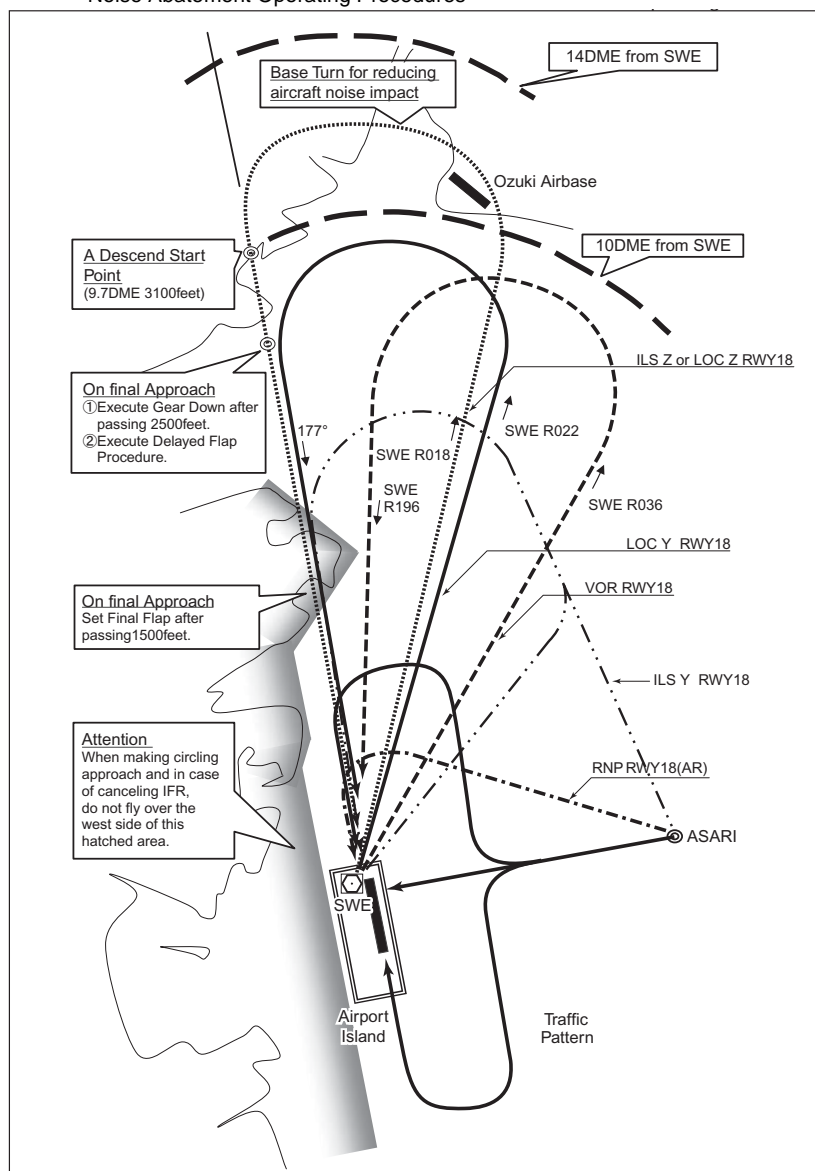 Noise Abatement Operating Procedures
14DME from SWE
Base Turn for reducing
aircraft noise impact
Ozuki Airbase
10DME from SWE
A Descend Start
Point
(9.7DME 3100feet)
ILS Z or LOC Z RWY18
On final Approach
①Execute Gear Down after
passing 2500feet.
②Execute Delayed Flap
Procedure.
177°
SWE R018
SWE R022
SWE
R196
SWE R036
LOC Y RWY18
On final Approach
Set Final Flap after
passing1500feet.
VOR RWY18
ILS Y RWY18
Attention
When making circling
approach and in case
of canceling IFR,
do not fly over the
west side of this
hatched area.
RNP RWY18(AR)
ASARI
SWE
Airport
Island
Traffic
Pattern